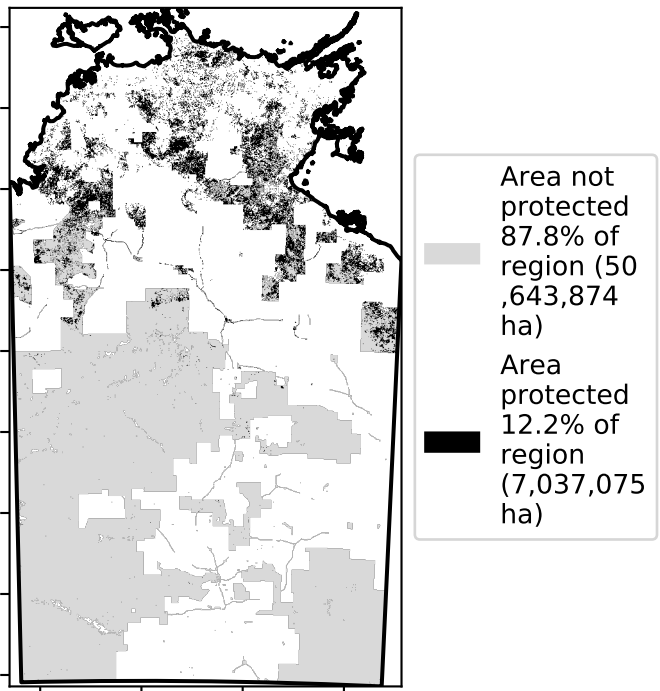 Area not
protected
87.8% of
region (50
,643,874
ha)
Area
protected
12.2% of
region
(7,037,075
ha)